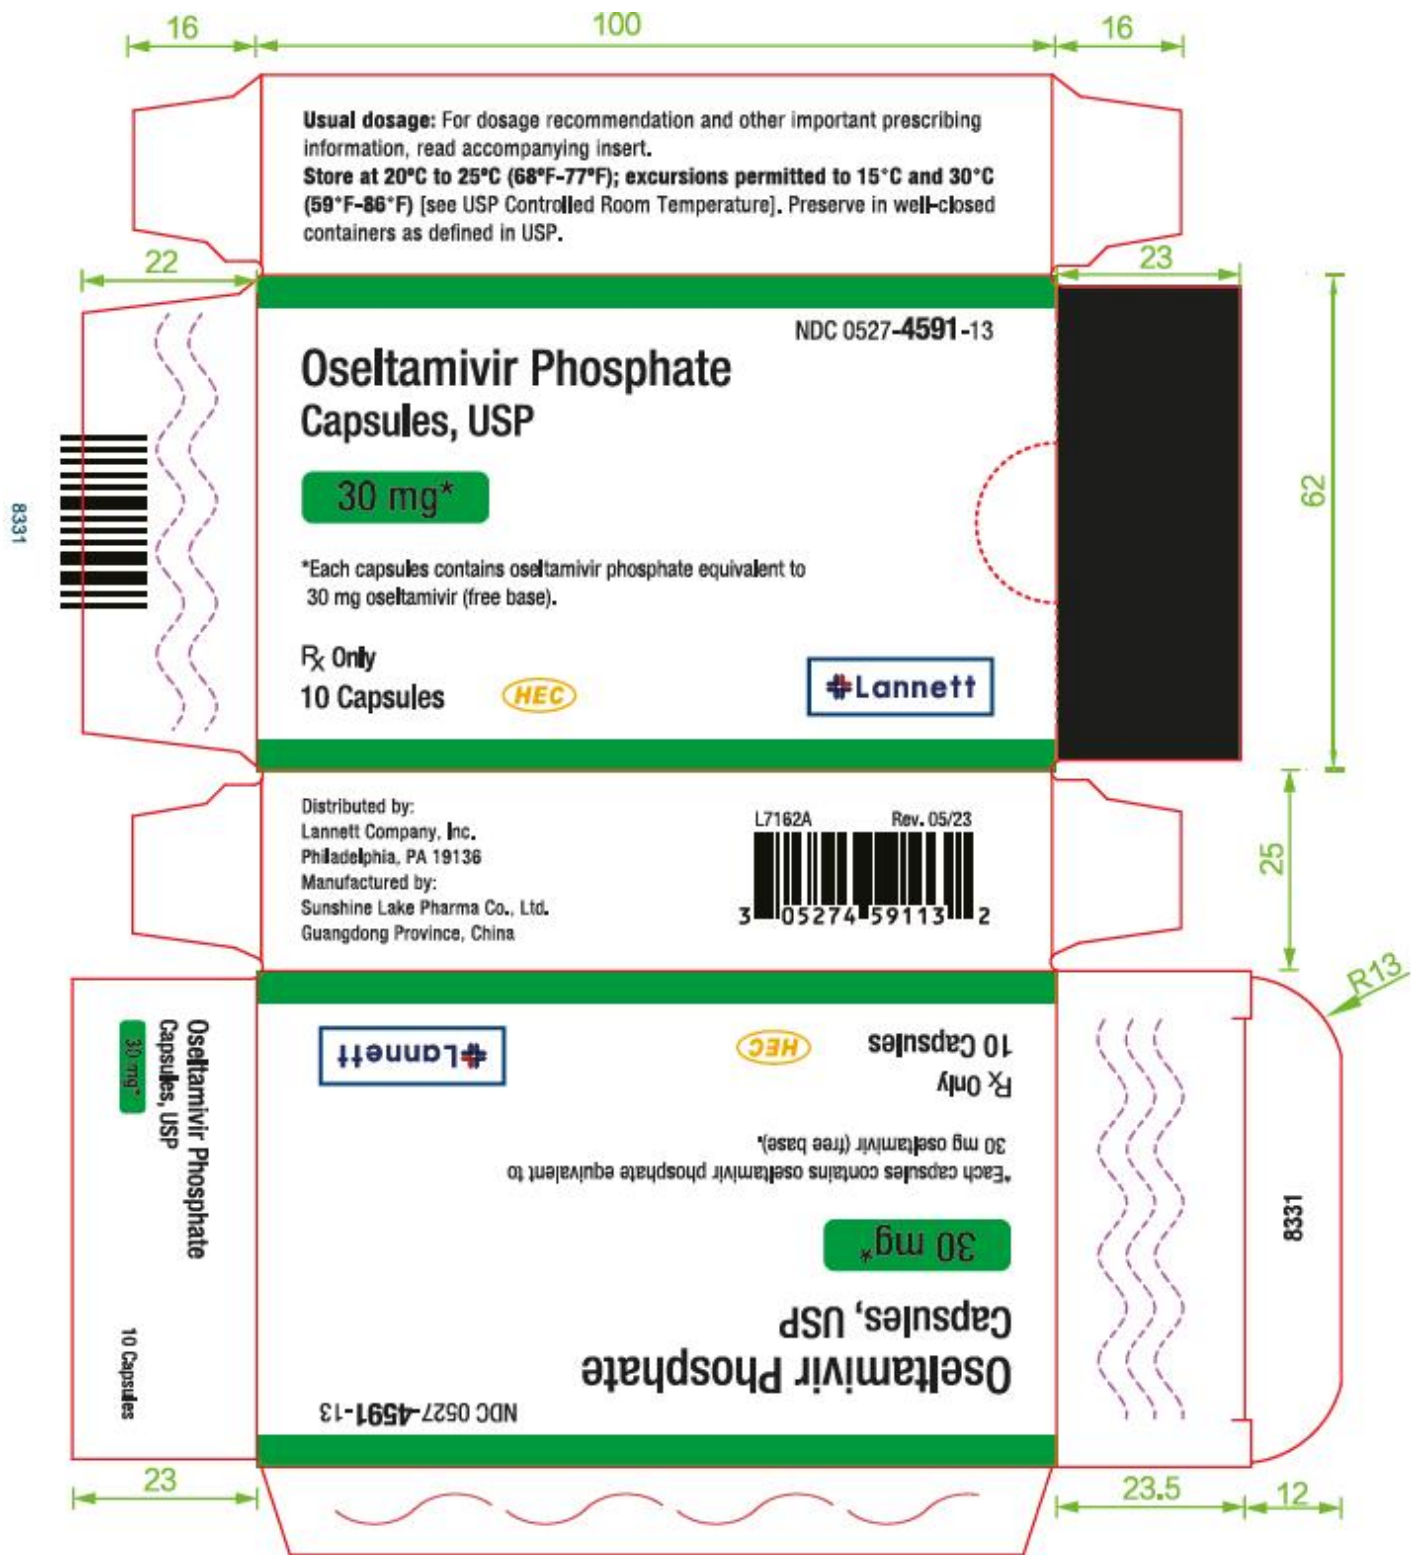 16
100
16
Usual dosage: For dosage recommendation and other important prescribing
information, read accompanying insert.
Store at 20°C to 25°C (68°F-77°F); excursions permitted to 15°C and 30°C
(59°F-86°F) [see USP Controlled Room Temperature]. Preserve in well-closed
containers as defined in USP.
22
23
NDC 0527-4591-13
Oseltamivir Phosphate
Capsules, USP
30 mg*
*Each capsules contains oseltamivir phosphate equivalent to
30 mg oseltamivir (free base).
Rx Only
10 Capsules
HEC
Lannett
8331
62
Distributed by:
Lannett Company, Inc.
Philadelphia, PA 19136
Manufactured by:
Sunshine Lake Pharma Co., Ltd.
Guangdong Province, China
L7162A Rev. 05/23
3 05274 59113 2
25
R13
Oseltamivir Phosphate
Capsules, USP
30 mg*
10 Capsules
NDC 0527-4591-13
Oseltamivir Phosphate
Capsules, USP
30 mg*
*Each capsules contains oseltamivir phosphate equivalent to
30 mg oseltamivir (free base).
Rx Only
10 Capsules
HEC
Lannett
8331
23
23.5
12